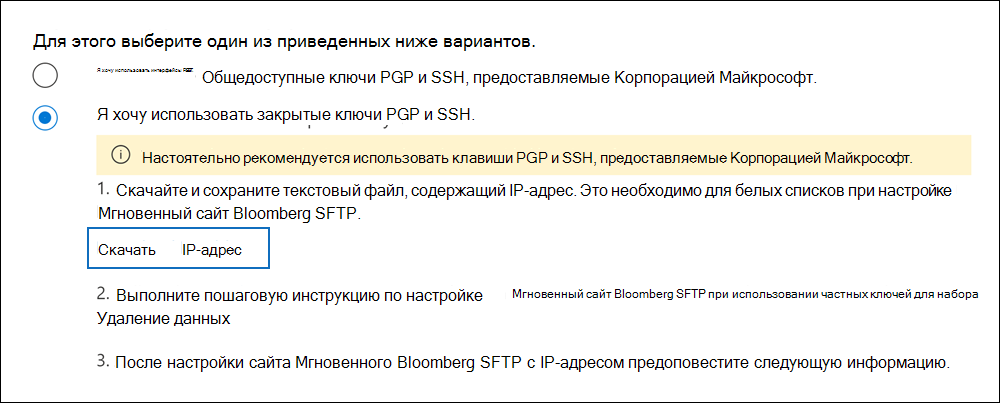 Для этого выберите один из приведенных ниже вариантов.
Я хочу использовать интерфейсы Общедоступные ключи PGP и SSH, предоставляемые Корпорацией Майкрософт.
Я хочу использовать закрытые ключи PGP и SSH.
Настоятельно рекомендуется использовать клавиши PGP и SSH, предоставляемые Корпорацией Майкрософт.
1. Скачайте и сохраните текстовый файл, содержащий IP-адрес. Это необходимо для белых списков при настройке
Мгновенный сайт Bloomberg SFTP.
Скачать IP-адрес
2. Выполните пошаговую инструкцию по настройке Мгновенный сайт Bloomberg SFTP при использовании частных ключей для набора
Удаление данных
3. После настройки сайта Мгновенного Bloomberg SFTP с IP-адресом предоповестите следующую информацию.